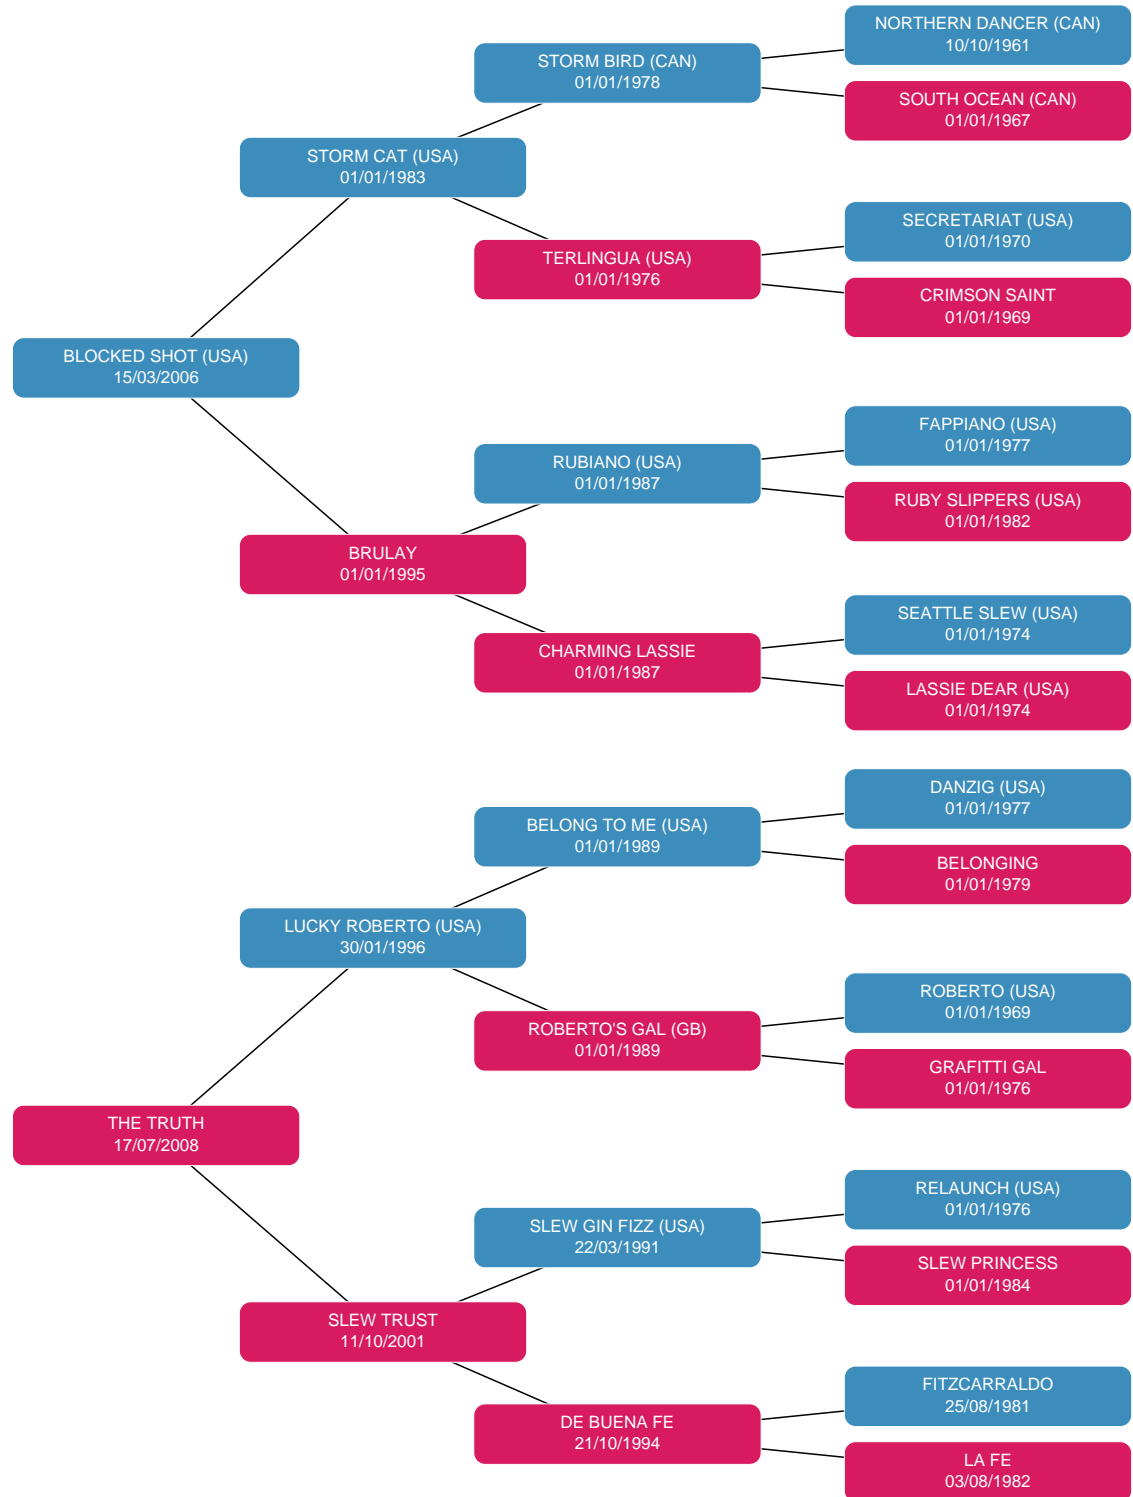 NORTHERN DANCER (CAN)
10/10/1961
STORM BIRD (CAN)
01/01/1978
SOUTH OCEAN (CAN)
01/01/1967
STORM CAT (USA)
01/01/1983
SECRETARIAT (USA)
01/01/1970
TERLINGUA (USA)
01/01/1976
CRIMSON SAINT
01/01/1969
BLOCKED SHOT (USA)
15/03/2006
FAPPIANO (USA)
01/01/1977
RUBIANO (USA)
01/01/1987
RUBY SLIPPERS (USA)
01/01/1982
BRULAY
01/01/1995
SEATTLE SLEW (USA)
01/01/1974
CHARMING LASSIE
01/01/1987
LASSIE DEAR (USA)
01/01/1974
DANZIG (USA)
01/01/1977
BELONG TO ME (USA)
01/01/1989
BELONGING
01/01/1979
LUCKY ROBERTO (USA)
30/01/1996
ROBERTO (USA)
01/01/1969
ROBERTO'S GAL (GB)
01/01/1989
GRAFITTI GAL
01/01/1976
THE TRUTH
17/07/2008
RELAUNCH (USA)
01/01/1976
SLEW GIN FIZZ (USA)
22/03/1991
SLEW PRINCESS
01/01/1984
SLEW TRUST
11/10/2001
FITZCARRALDO
25/08/1981
DE BUENA FE
21/10/1994
LA FE
03/08/1982